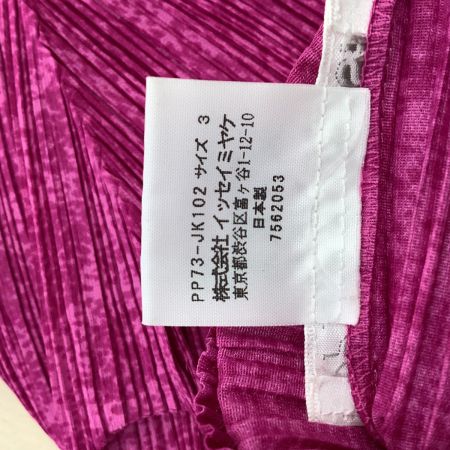 PP73-JK102 サイズ 3
株式会社 イッセイミヤケ
東京都渋谷区富ヶ谷1-12-10
日本製
7562053